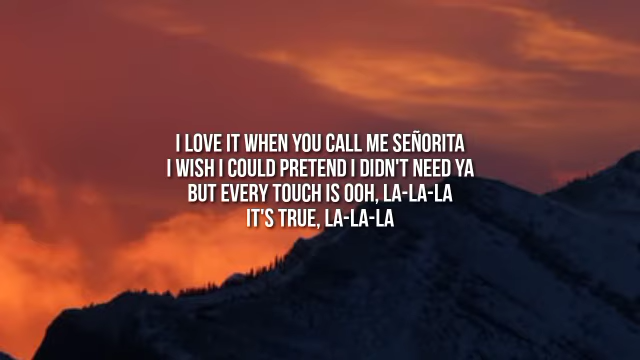 I LOVE IT WHEN YOU CALL ME SEÑORITA
I WISH I COULD PRETEND I DIDN'T NEED YA
BUT EVERY TOUCH IS OOH, LA-LA-LA
IT'S TRUE, LA-LA-LA